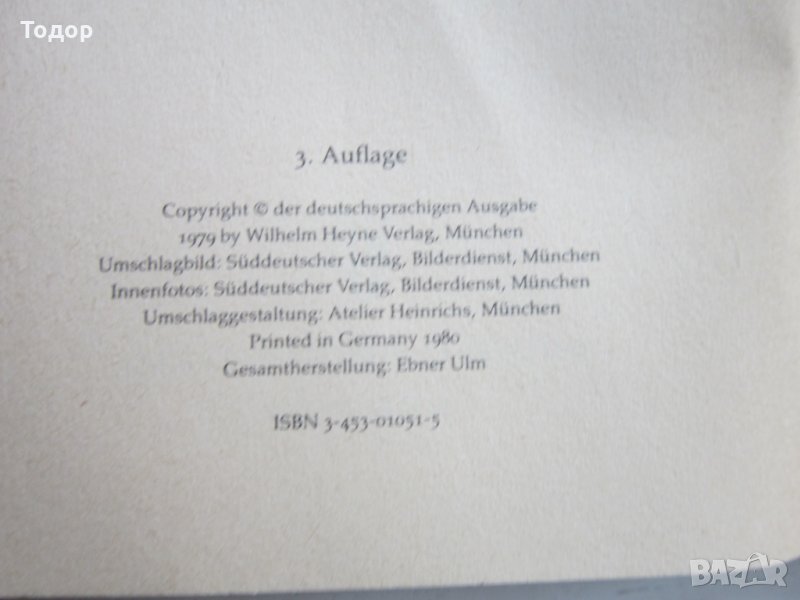 Тодор
3. Auflage
Copyright © der deutschsprachigen Ausgabe
1979 by Wilhelm Heyne Verlag, München
Umschlagbild: Süddeutscher Verlag, Bilderdienst, München
Innenfotos: Süddeutscher Verlag, Bilderdienst, München
Umschlaggestaltung: Atelier Heinrichs, München
Printed in Germany 1980
Gesamtherstellung: Ebner Ulm
ISBN 3-453-01051-5
BAZAR